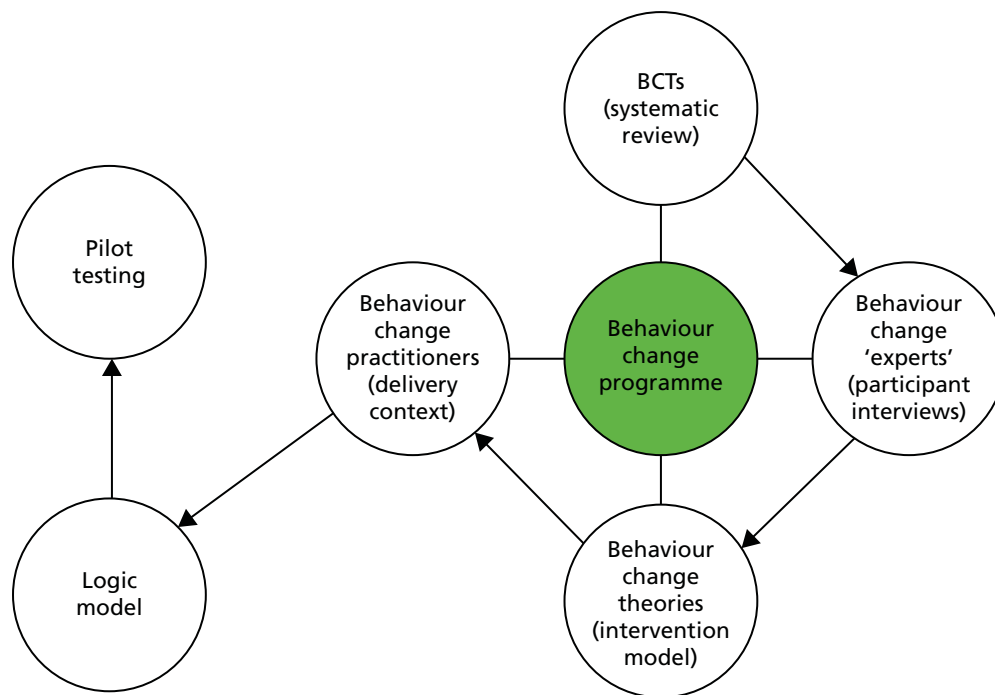 BCTs
(systematic
review)
Pilot
testing
Behaviour
change
practitioners
(delivery
context)
Behaviour
change
programme
Behaviour
change
‘experts’
(participant
interviews)
Logic
model
Behaviour
change
theories
(intervention
model)